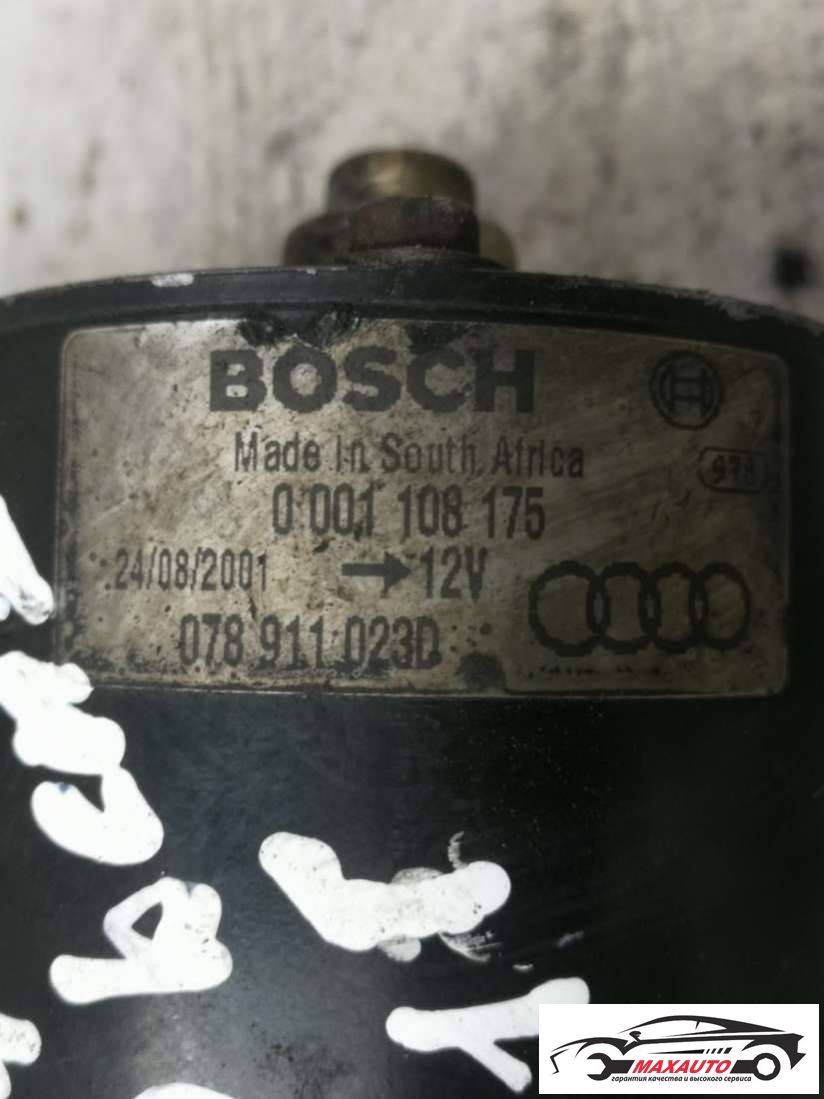 BOSCH
Made in South Africa
0 001 108 175
24/08/2001 → 12V
078 911 023D
MAXAUTO
гарантия качества и высокого сервиса